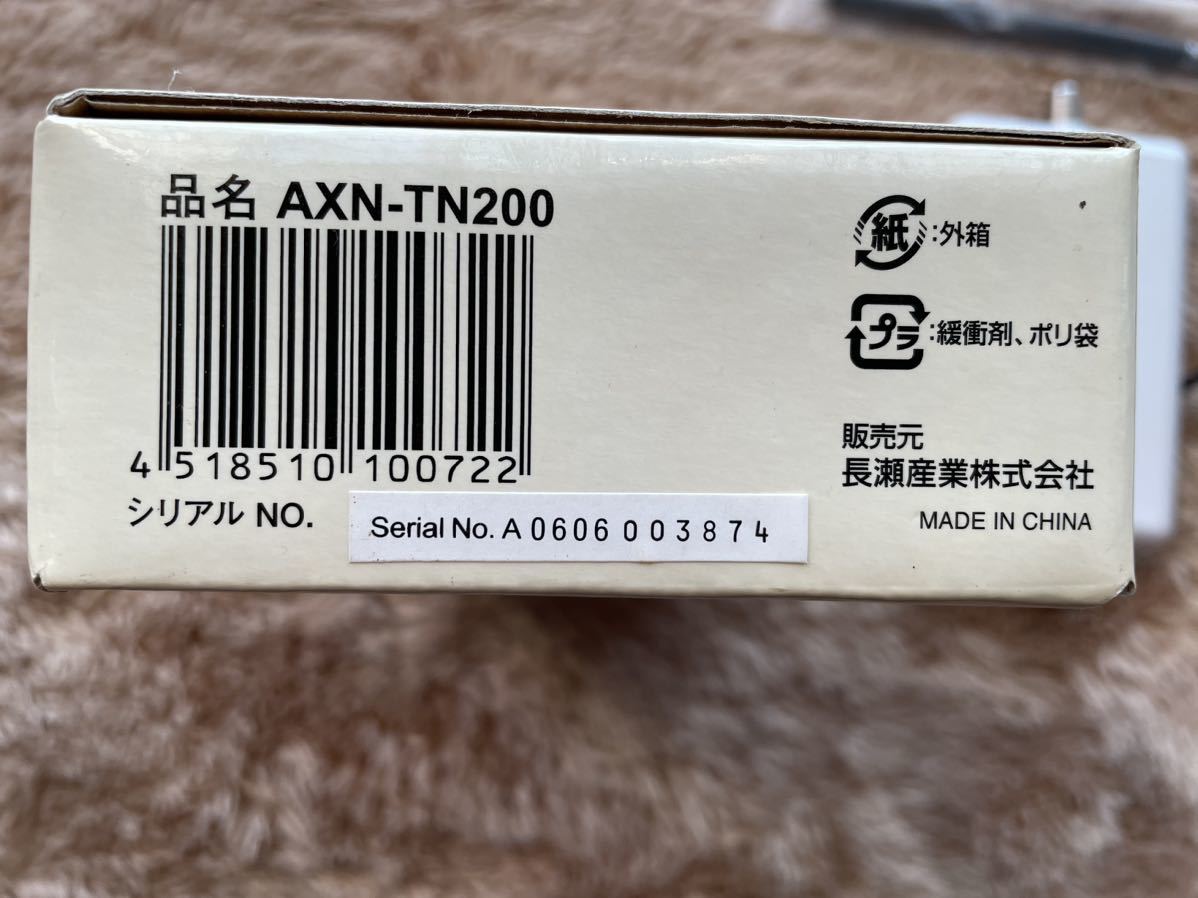 品名 AXN-TN200
4 518510 100722
シリアル NO.
Serial No. A 0606 003874
紙:外箱
プラ:緩衝剤、ポリ袋
販売元
長瀬産業株式会社
MADE IN CHINA